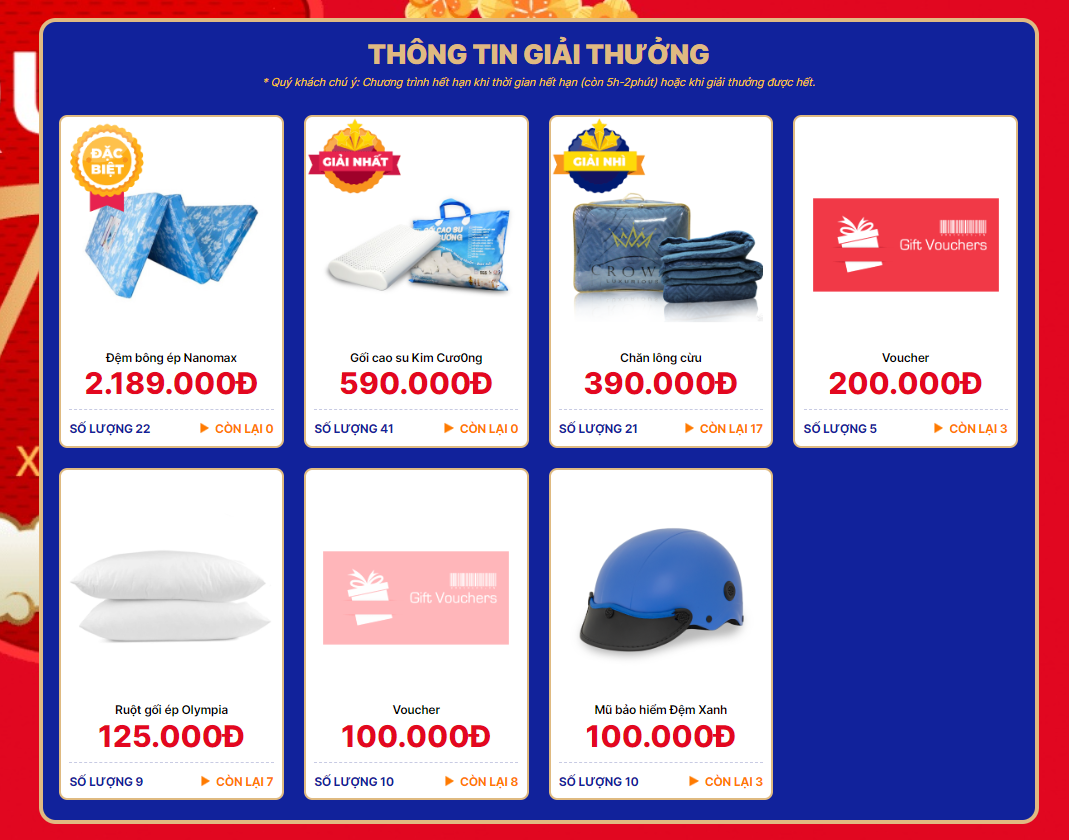 THÔNG TIN GIẢI THƯỞNG
* Quý khách chú ý: Chương trình hết hạn khi thời gian hết hạn (còn 5h-2phút) hoặc khi giải thưởng được hết.
ĐẶC
BIỆT
Đệm bông ép Nanomax
2.189.000Đ
SỐ LƯỢNG 22 ▶ CÒN LẠI 0
GIẢI NHẤT
GỐI CAO SU
Gối cao su Kim Cươ0ng
590.000Đ
SỐ LƯỢNG 41 ▶ CÒN LẠI 0
GIẢI NHÌ
CROW
LUXURIOUS
Chăn lông cừu
390.000Đ
SỐ LƯỢNG 21 ▶ CÒN LẠI 17
Gift Vouchers
Voucher
200.000Đ
SỐ LƯỢNG 5 ▶ CÒN LẠI 3
Ruột gối ép Olympia
125.000Đ
SỐ LƯỢNG 9 ▶ CÒN LẠI 7
Gift Vouchers
Voucher
100.000Đ
SỐ LƯỢNG 10 ▶ CÒN LẠI 8
Mũ bảo hiểm Đệm Xanh
100.000Đ
SỐ LƯỢNG 10 ▶ CÒN LẠI 3